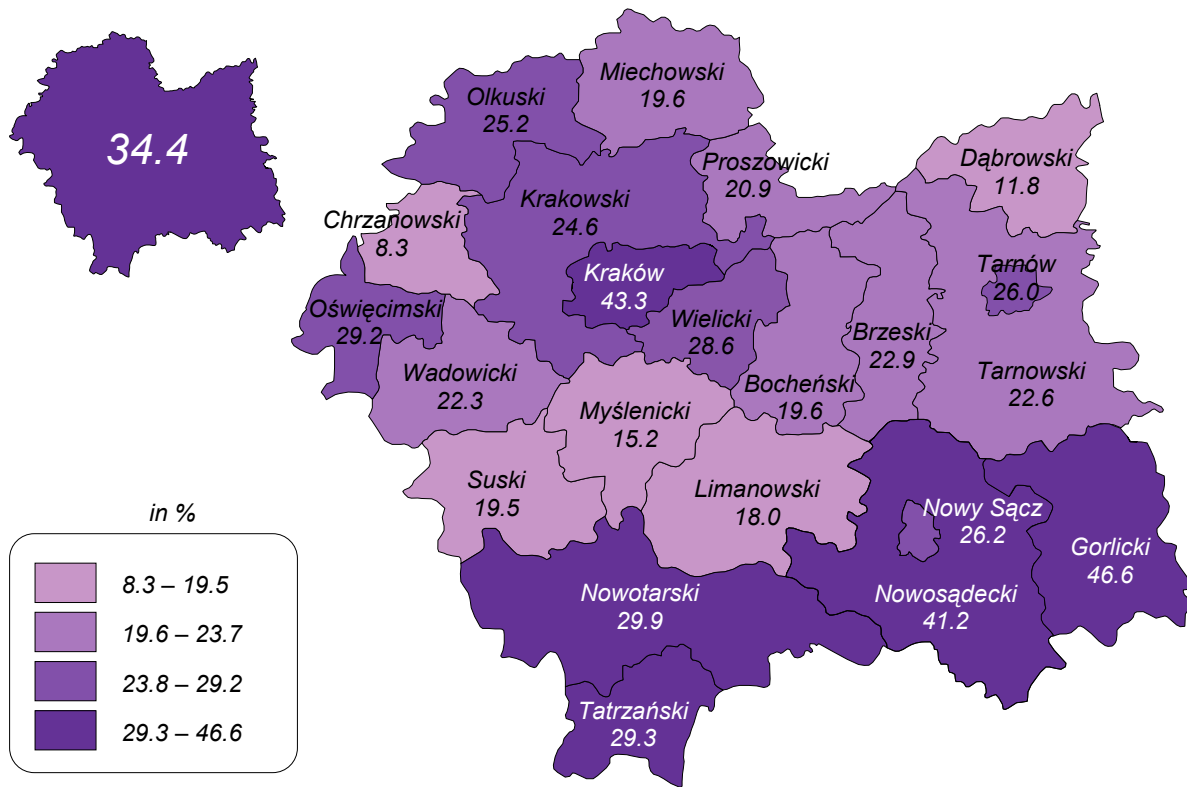 34.4
Miechowski
19.6
Olkuski
25.2
Proszowicki
20.9
Dąbrowski
11.8
Krakowski
24.6
Chrzanowski
8.3
Kraków
43.3
Tarnów
26.0
Oświęcimski
29.2
Wielicki
28.6
Brzeski
22.9
Wadowicki
22.3
Bocheński
19.6
Tarnowski
22.6
Myślenicki
15.2
Suski
19.5
Limanowski
18.0
Nowy Sącz
26.2
Gorlicki
46.6
Nowotarski
29.9
Nowosądecki
41.2
Tatrzański
29.3
in %
8.3 – 19.5
19.6 – 23.7
23.8 – 29.2
29.3 – 46.6